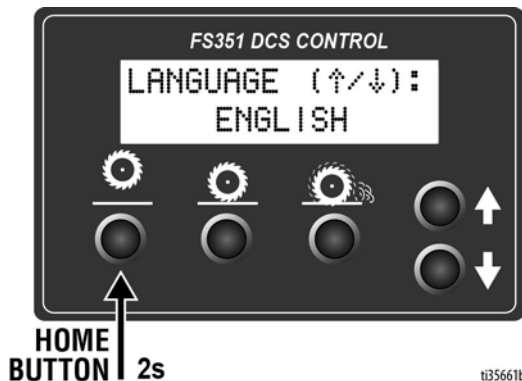 FS351 DCS CONTROL
LANGUAGE (↑/↓):
ENGLISH
HOME
BUTTON 2s
ti35661b